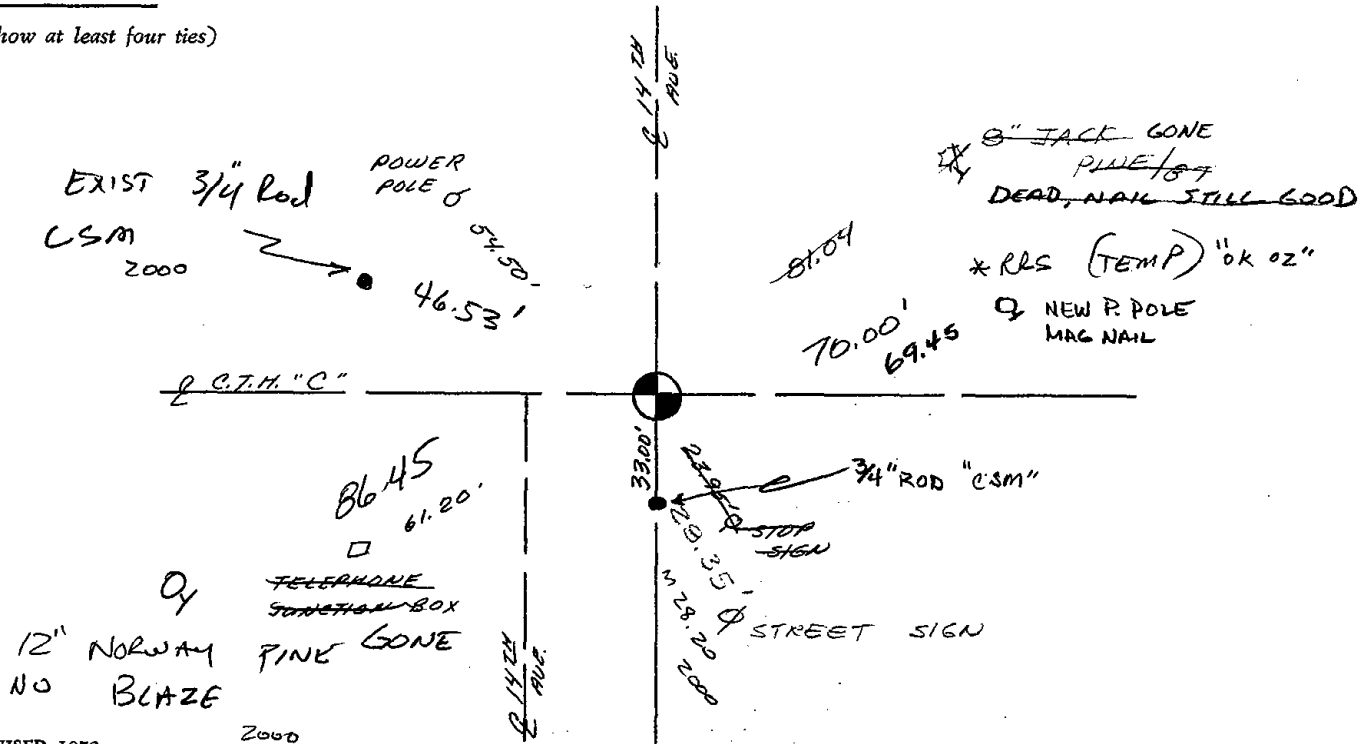 how at least four ties)
℄ 14TH AVE.
EXIST 3/4" Rod
CSM
2000
POWER
POLE
54.50'
46.53'
8" JACK GONE
PINE
DEAD, NAIL STILL GOOD
81.04
* RLS (TEMP) "OK OZ"
NEW P. POLE
MAG NAIL
70.00'
69.45
℄ C.T.H. "C"
33.00'
3/4" ROD "CSM"
STOP
SIGN
86.45
61.20'
28.35'
28.20
2000
STREET SIGN
TELEPHONE
JUNCTION BOX
GONE
12" NORWAY PINE
NO BLAZE
2000
℄ 14TH AVE.